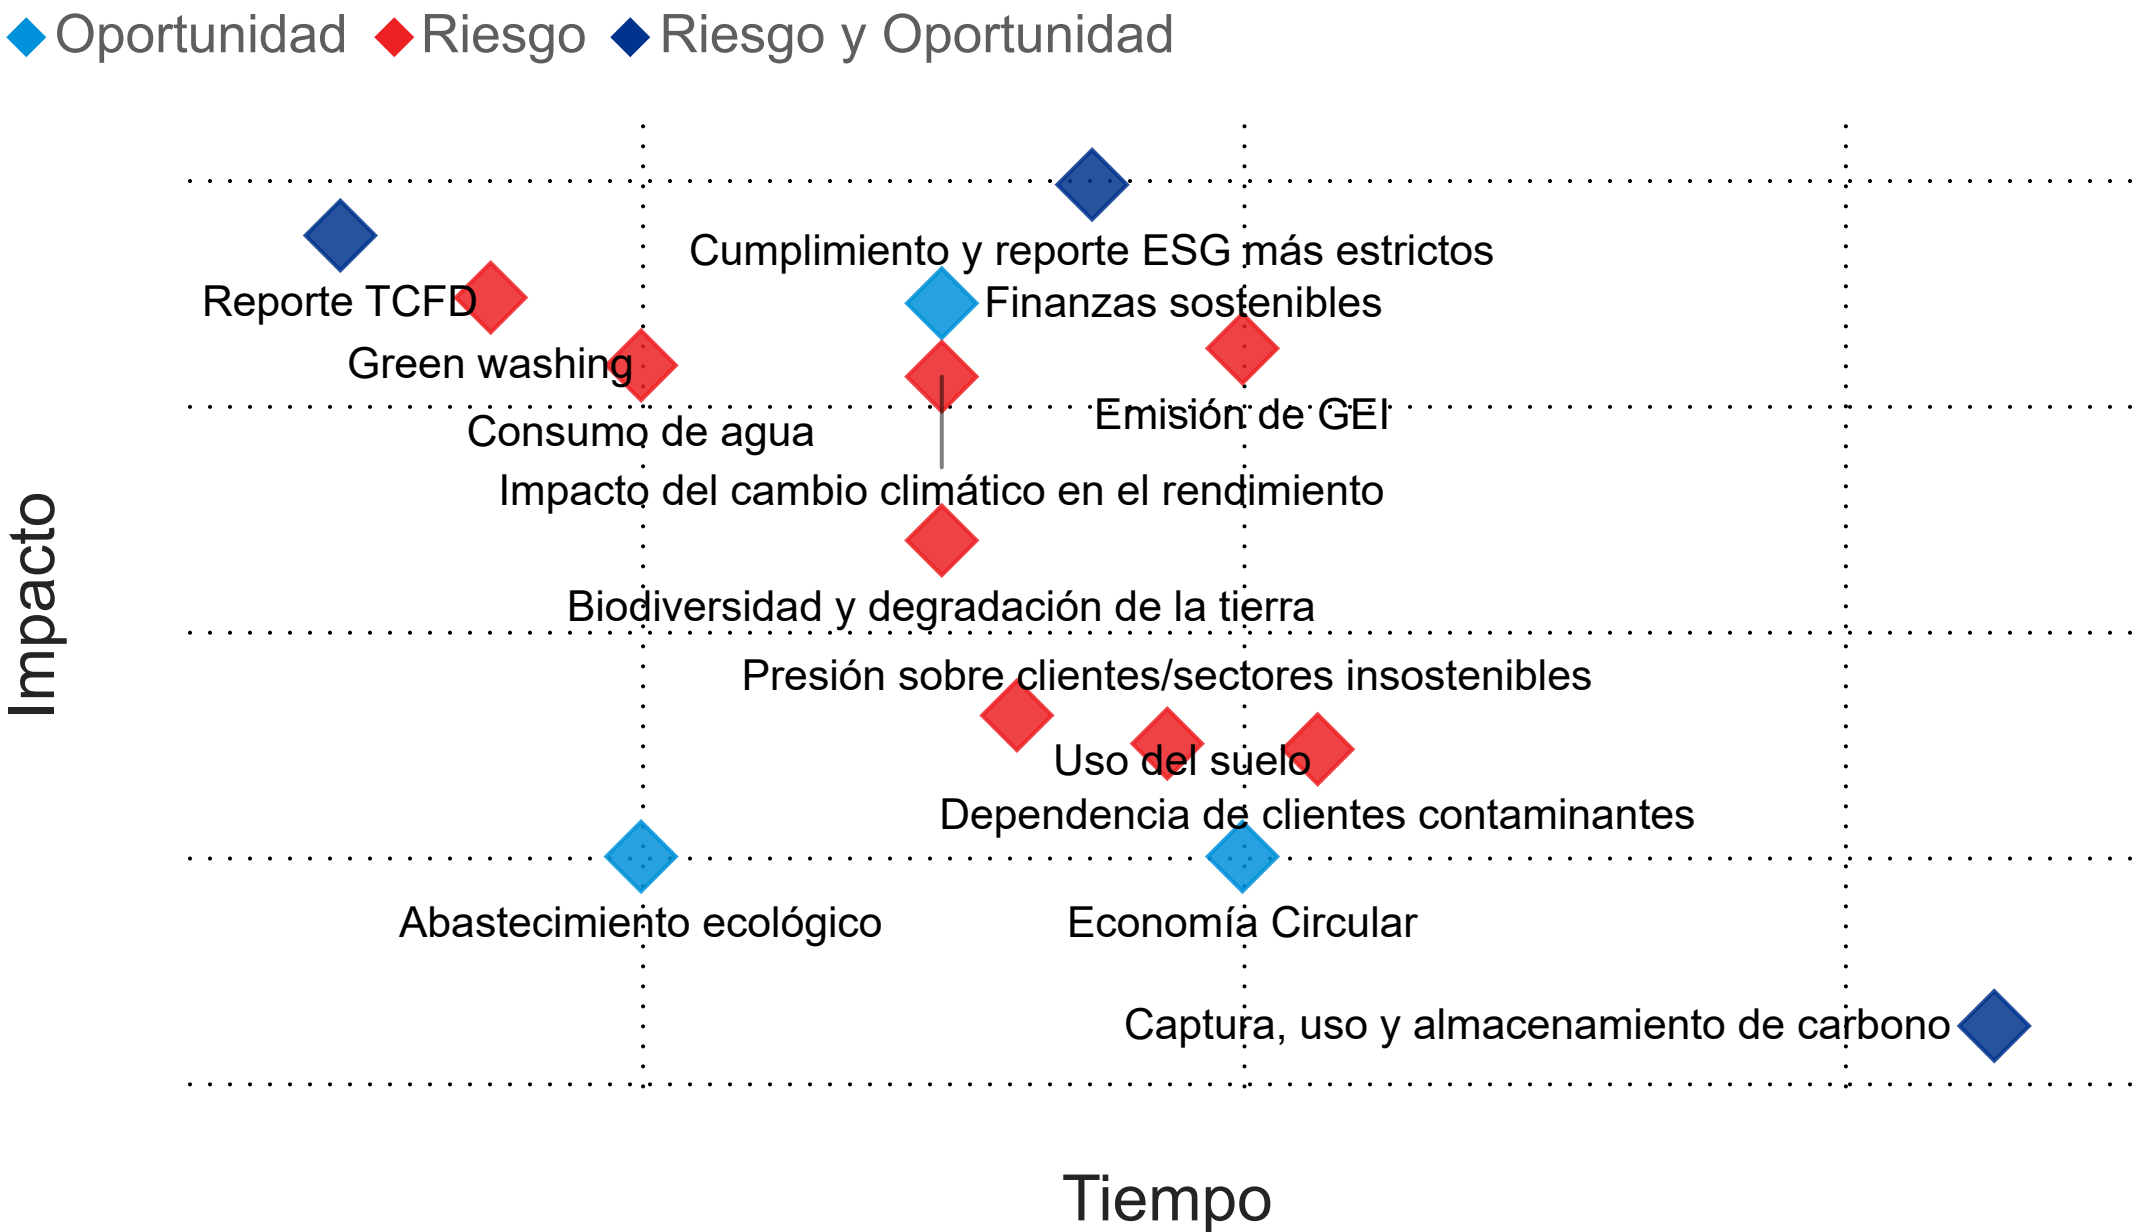 Oportunidad Riesgo Riesgo y Oportunidad
Cumplimiento y reporte ESG más estrictos
Reporte TCFD
Finanzas sostenibles
Green washing
Emisión de GEI
Consumo de agua
Impacto del cambio climático en el rendimiento
Biodiversidad y degradación de la tierra
Presión sobre clientes/sectores insostenibles
Uso del suelo
Dependencia de clientes contaminantes
Abastecimiento ecológico
Economía Circular
Captura, uso y almacenamiento de carbono
Impacto
Tiempo